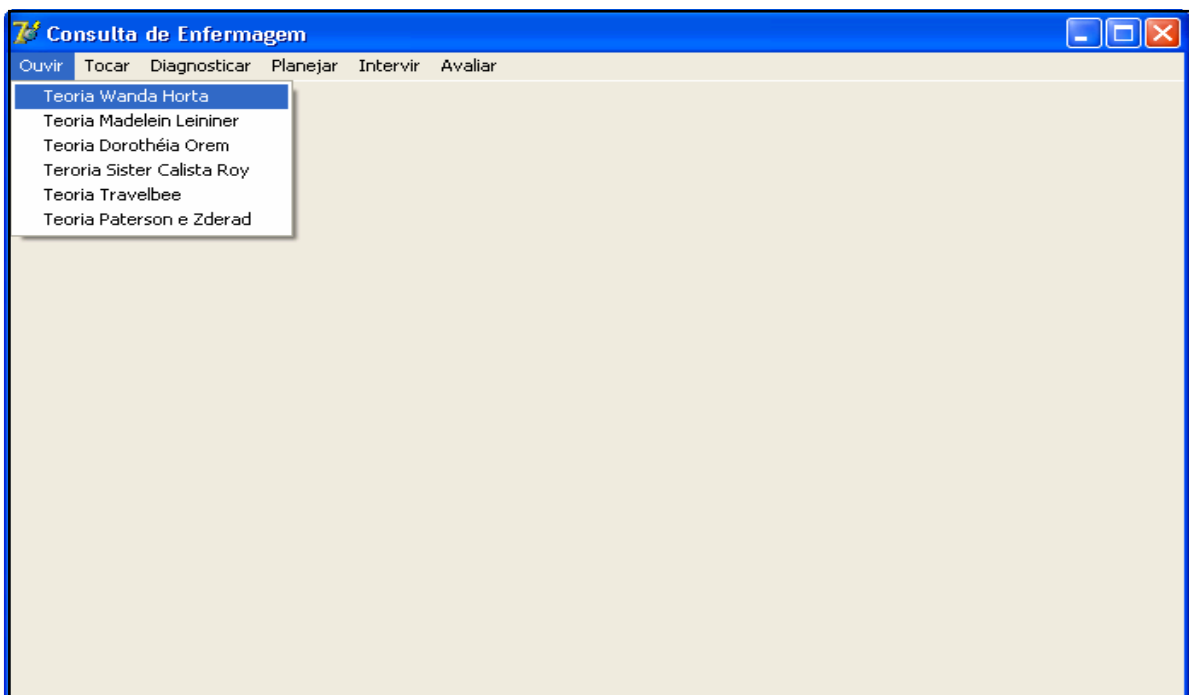 Consulta de Enfermagem
Ouvir Tocar Diagnosticar Planejar Intervir Avaliar
Teoria Wanda Horta
Teoria Madelein Leininer
Teoria Dorothéia Orem
Teroria Sister Calista Roy
Teoria Travelbee
Teoria Paterson e Zderad